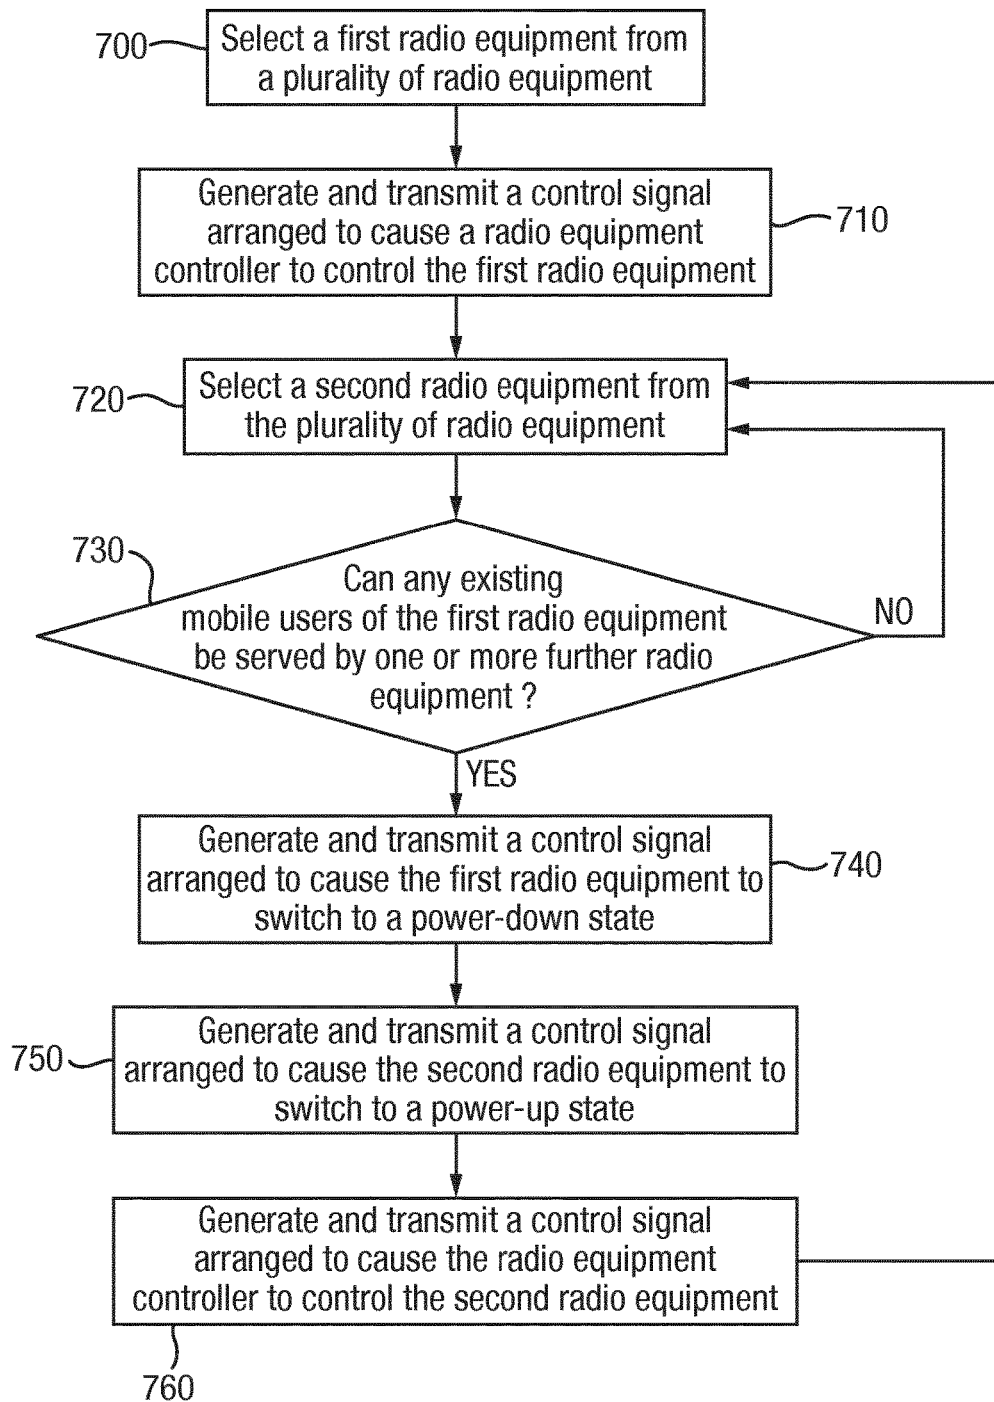 700
Select a first radio equipment from
a plurality of radio equipment
Generate and transmit a control signal
arranged to cause a radio equipment
controller to control the first radio equipment
710
720
Select a second radio equipment from
the plurality of radio equipment
730
Can any existing
mobile users of the first radio equipment
be served by one or more further radio
equipment ?
NO
YES
Generate and transmit a control signal
arranged to cause the first radio equipment to
switch to a power-down state
740
750
Generate and transmit a control signal
arranged to cause the second radio equipment to
switch to a power-up state
Generate and transmit a control signal
arranged to cause the radio equipment
controller to control the second radio equipment
760